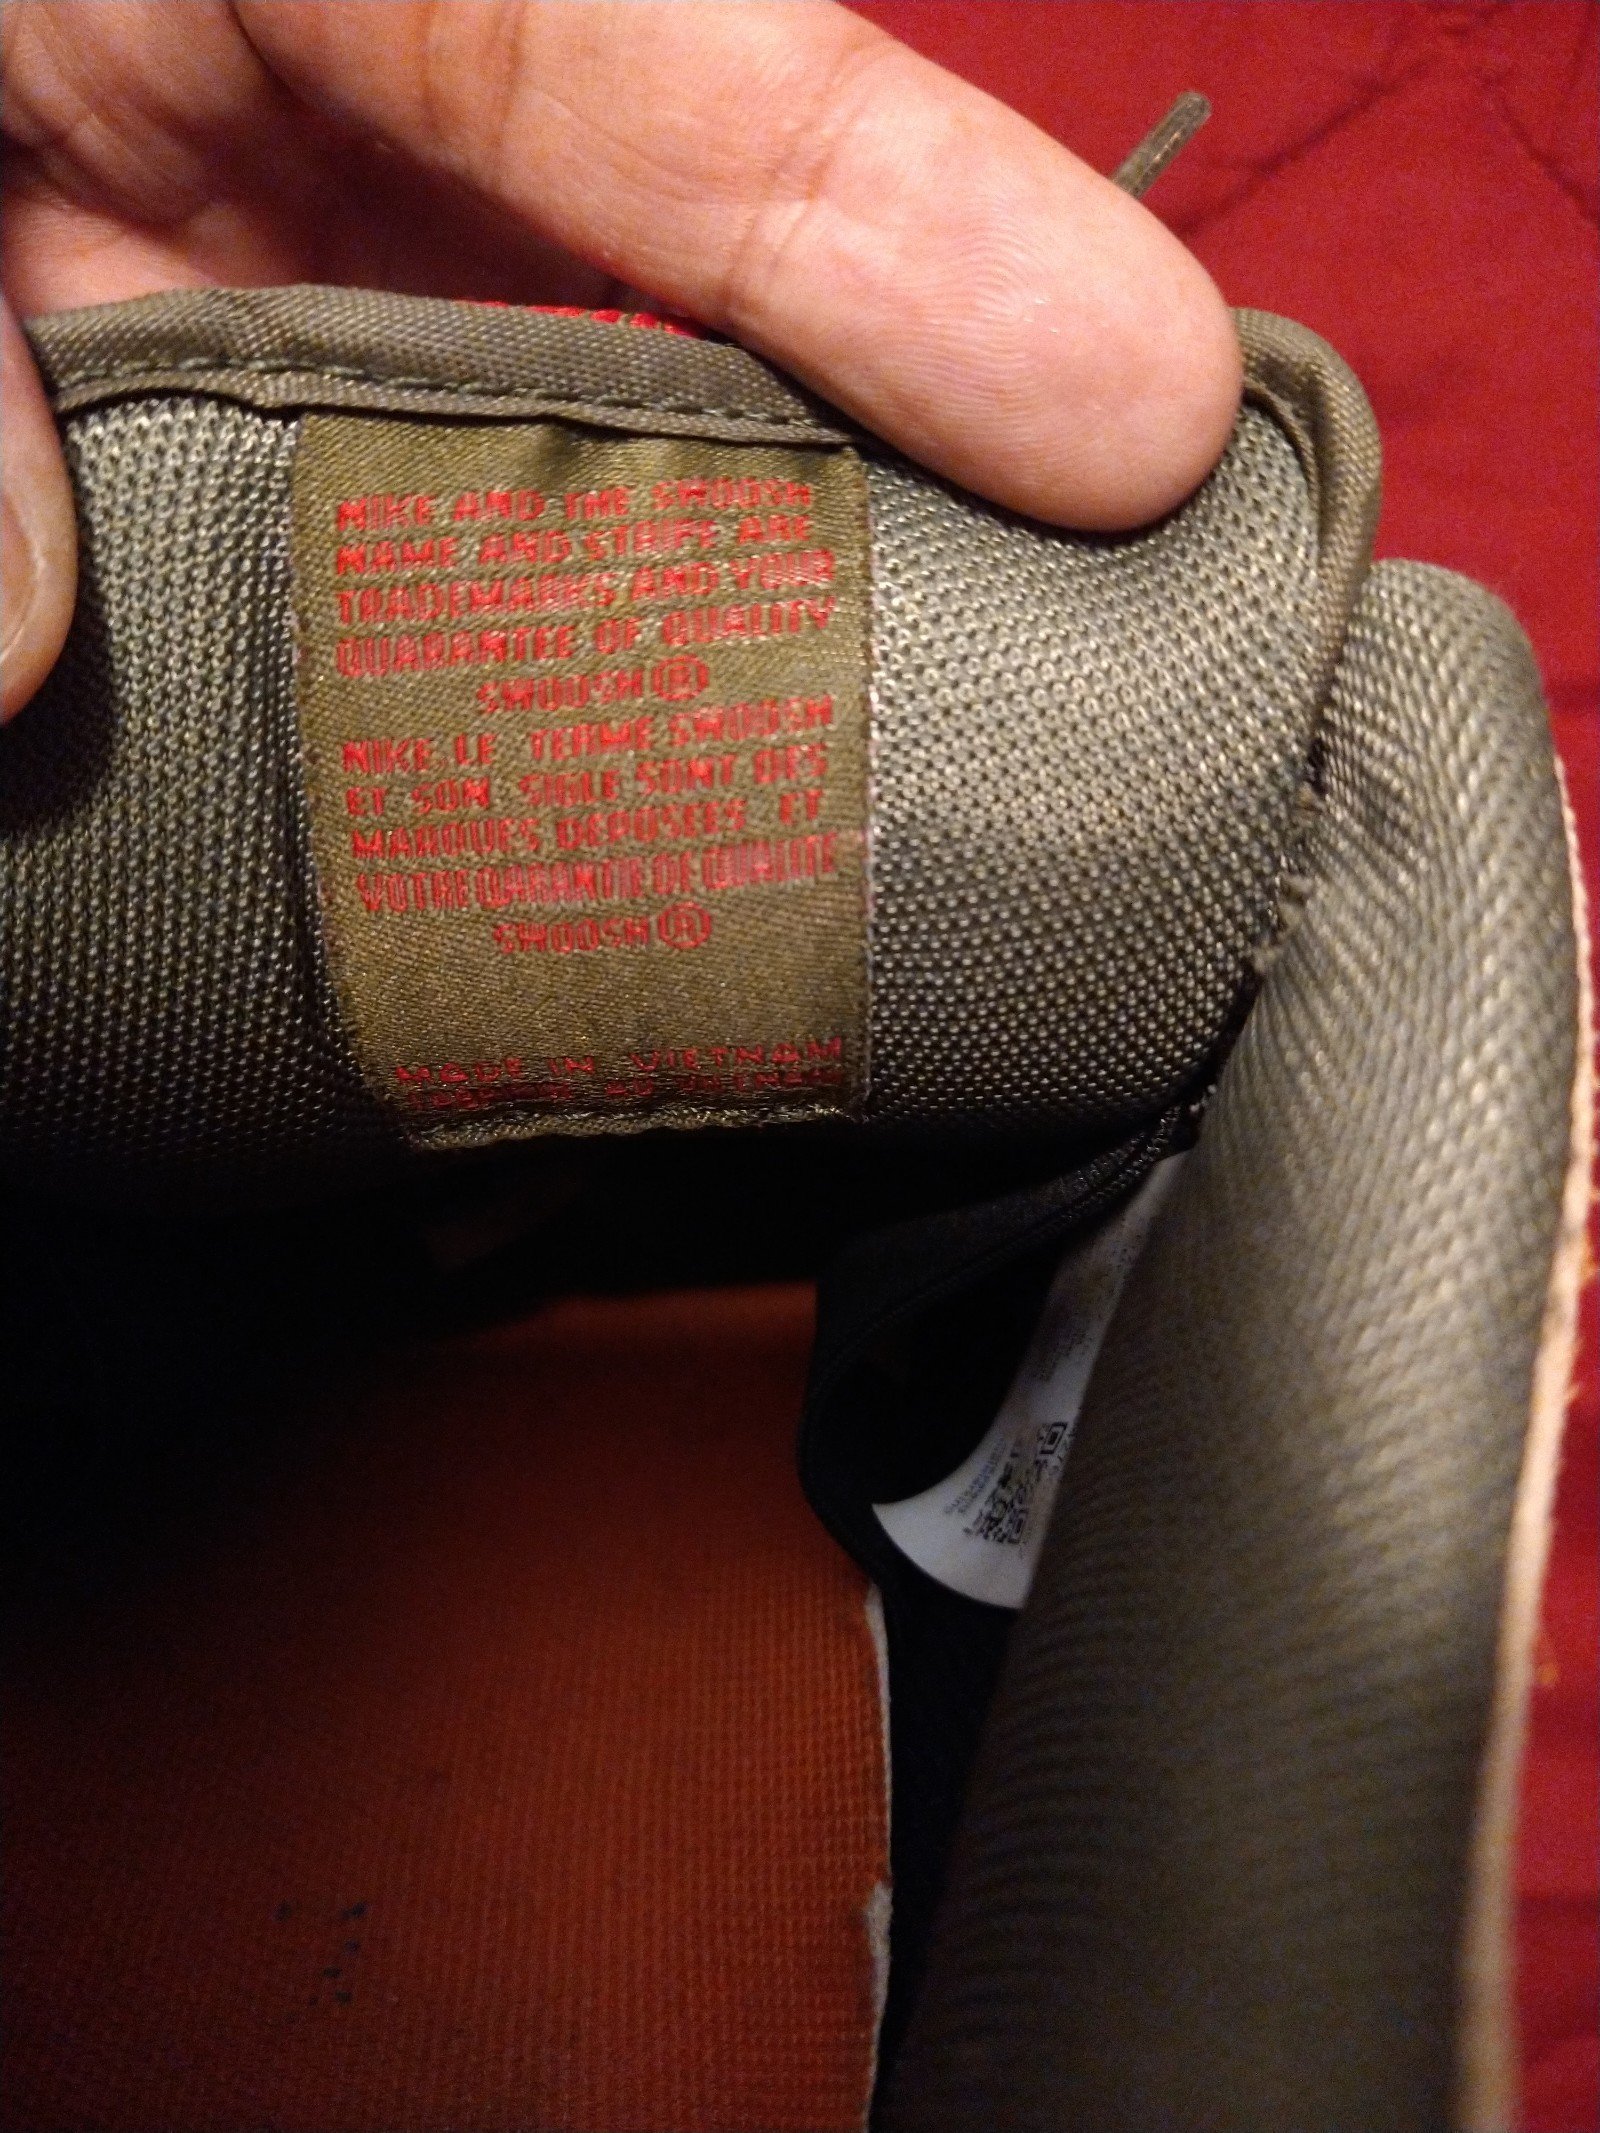 NIKE AND THE SWOOSH
NAME AND STRIPE ARE
TRADEMARKS AND YOUR
GUARANTEE OF QUALITY
SWOOSH ®
NIKE, LE TERME SWOOSH
ET SON SIGLE SONT DES
MARQUES DEPOSEES ET
VOTRE GARANTIE DE QUALITE
SWOOSH ®
MADE IN VIETNAM